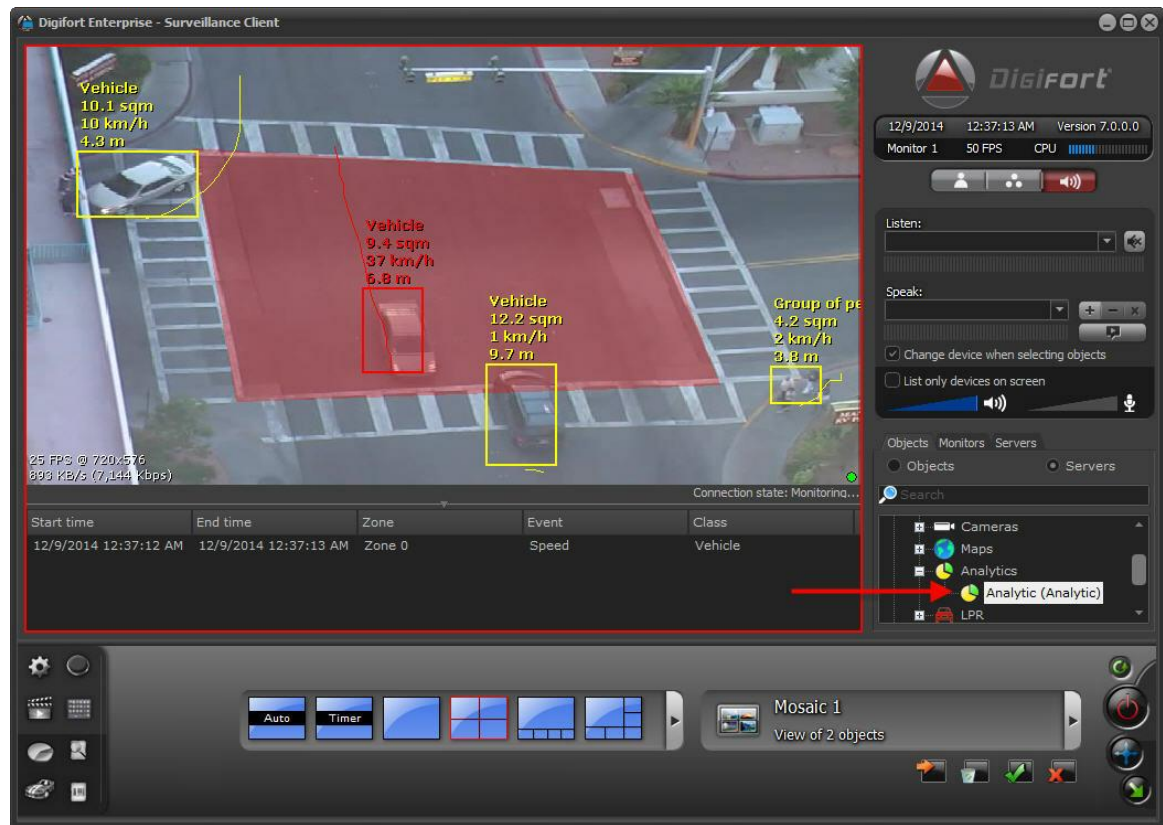 Digifort Enterprise - Surveillance Client
Vehicle
10.1 sqm
10 km/h
4.3 m
Vehicle
9.4 sqm
37 km/h
6.8 m
Vehicle
12.2 sqm
1 km/h
9.7 m
Group of pe
4.2 sqm
2 km/h
3.8 m
25 FPS @ 720x576
893 KB/s (7,144 Kbps)
Connection state: Monitoring...
Start time End time Zone Event Class
12/9/2014 12:37:12 AM 12/9/2014 12:37:13 AM Zone 0 Speed Vehicle
Digifort
12/9/2014 12:37:13 AM Version 7.0.0.0
Monitor 1 50 FPS CPU
Listen:
Speak:
Change device when selecting objects
List only devices on screen
Objects Monitors Servers
Objects Servers
Search
Cameras
Maps
Analytics
Analytic (Analytic)
LPR
Auto Timer
Mosaic 1
View of 2 objects